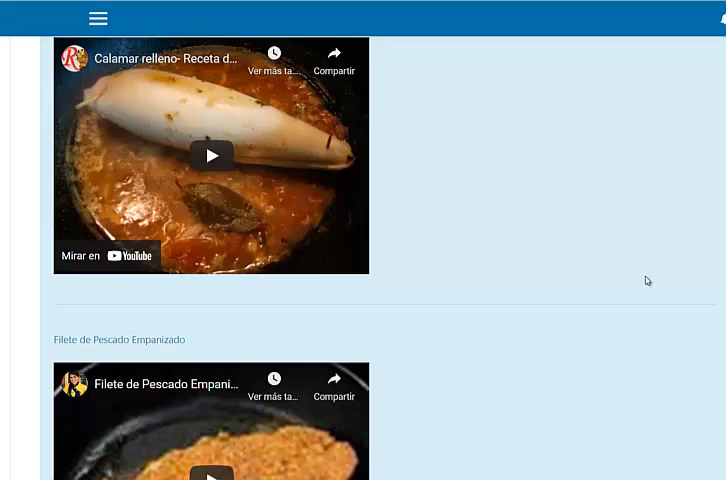 Calamar relleno- Receta d...
Ver más ta...
Compartir
Mirar en YouTube
Filete de Pescado Empanizado
Filete de Pescado Empani...
Ver más ta...
Compartir